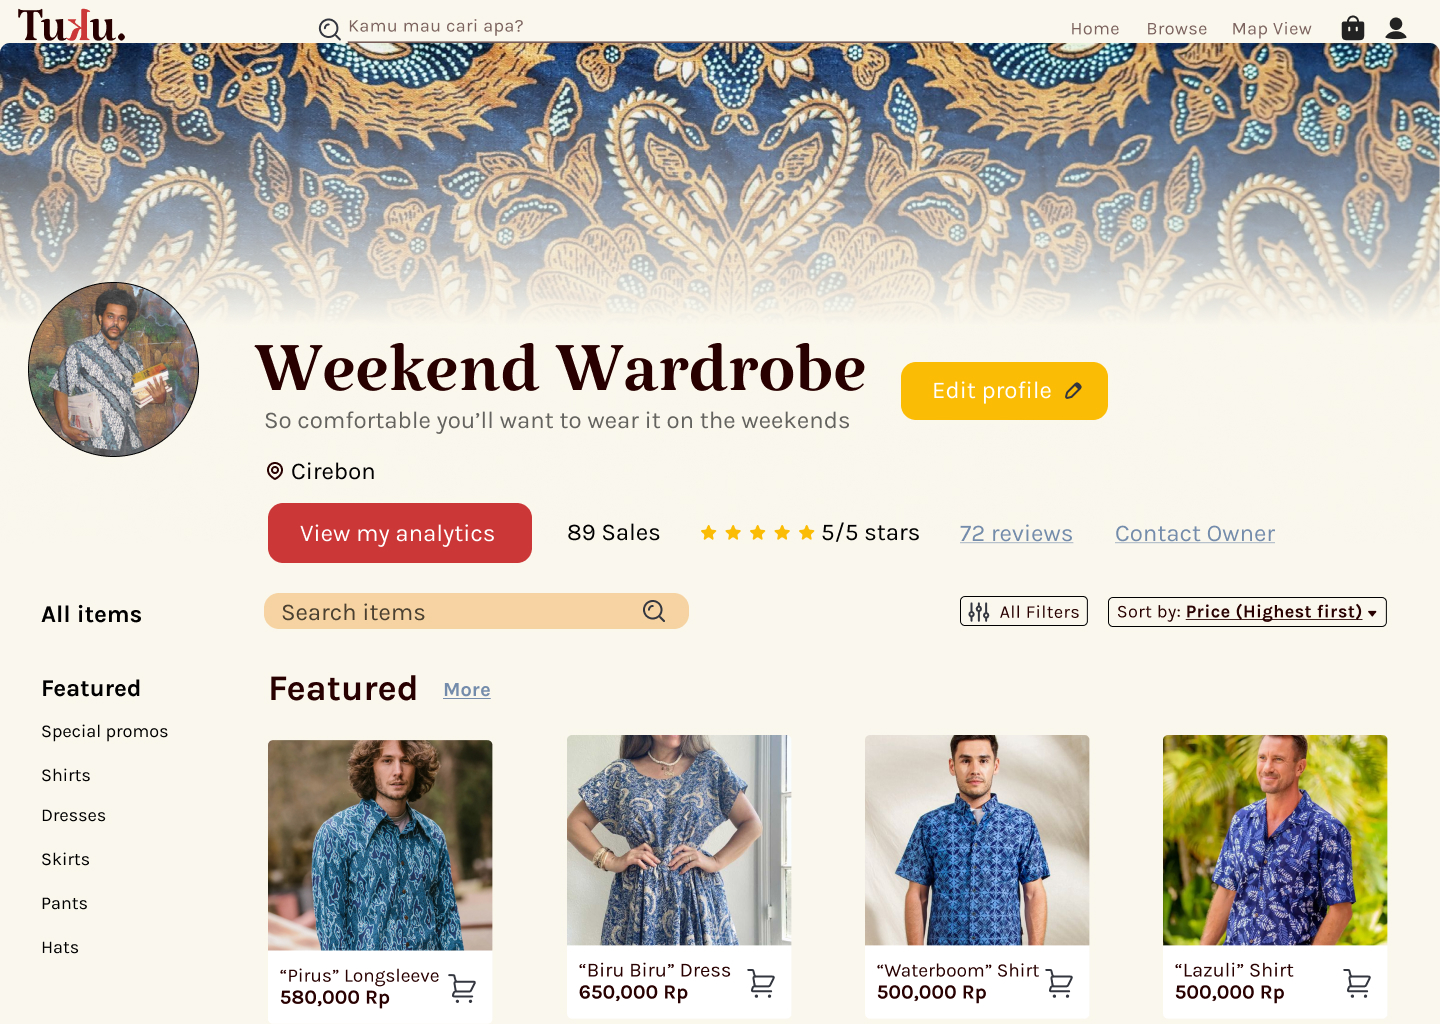 Tuku.
Kamu mau cari apa?
Home
Browse
Map View
Weekend Wardrobe
Edit profile
So comfortable you’ll want to wear it on the weekends
Cirebon
View my analytics
89 Sales
5/5 stars
72 reviews
Contact Owner
All items
Search items
All Filters
Sort by: Price (Highest first)
Featured
Special promos
Shirts
Dresses
Skirts
Pants
Hats
Featured
More
“Pirus” Longsleeve
580,000 Rp
“Biru Biru” Dress
650,000 Rp
“Waterboom” Shirt
500,000 Rp
“Lazuli” Shirt
500,000 Rp